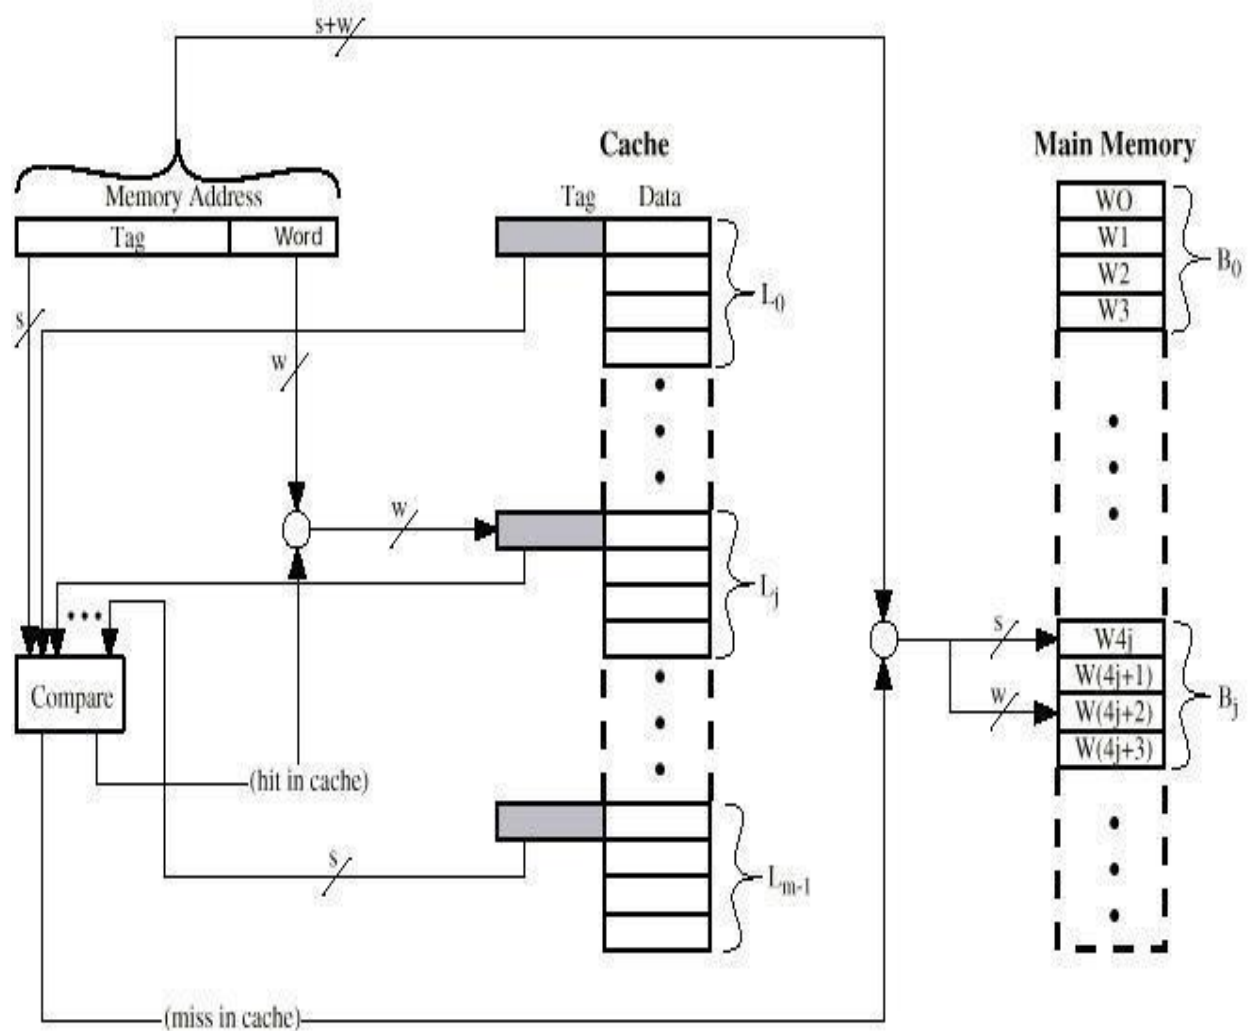 s+w
Cache
Main Memory
Memory Address
Tag Data
Tag Word
WO
W1
W2
W3
B0
L0
s
w
w
Lj
s
W4j
W(4j+1)
w
W(4j+2)
W(4j+3)
Bj
Compare
(hit in cache)
s
Lm-1
(miss in cache)